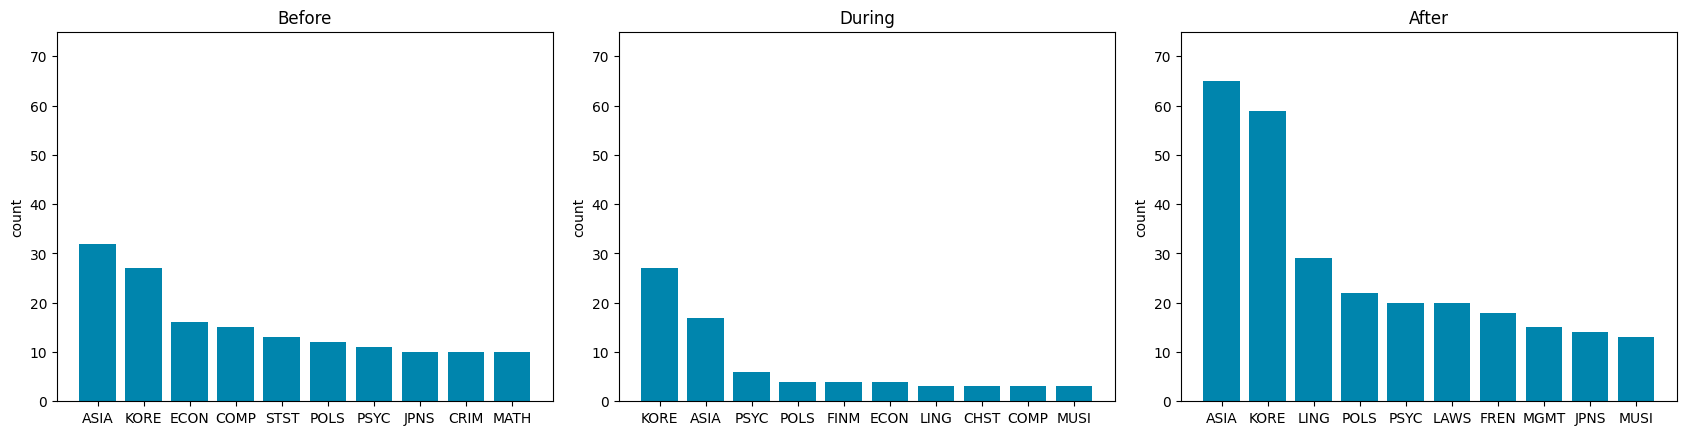 Before
70
60
50
40
30
20
10
0
count
ASIA KORE ECON COMP STST POLS PSYC JPNS CRIM MATH
During
70
60
50
40
30
20
10
0
count
KORE ASIA PSYC POLS FINM ECON LING CHST COMP MUSI
After
70
60
50
40
30
20
10
0
count
ASIA KORE LING POLS PSYC LAWS FREN MGMT JPNS MUSI